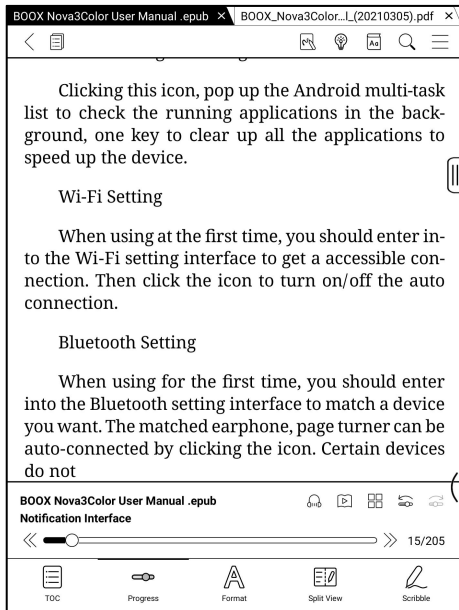 BOOX Nova3Color User Manual .epub
BOOX_Nova3Color...l_(20210305).pdf
Clicking this icon, pop up the Android multi-task
list to check the running applications in the back-
ground, one key to clear up all the applications to
speed up the device.
Wi-Fi Setting
When using at the first time, you should enter in-
to the Wi-Fi setting interface to get a accessible con-
nection. Then click the icon to turn on/off the auto
connection.
Bluetooth Setting
When using for the first time, you should enter
into the Bluetooth setting interface to match a device
you want. The matched earphone, page turner can be
auto-connected by clicking the icon. Certain devices
do not
BOOX Nova3Color User Manual .epub
Notification Interface
15/205
TOC
Progress
Format
Split View
Scribble